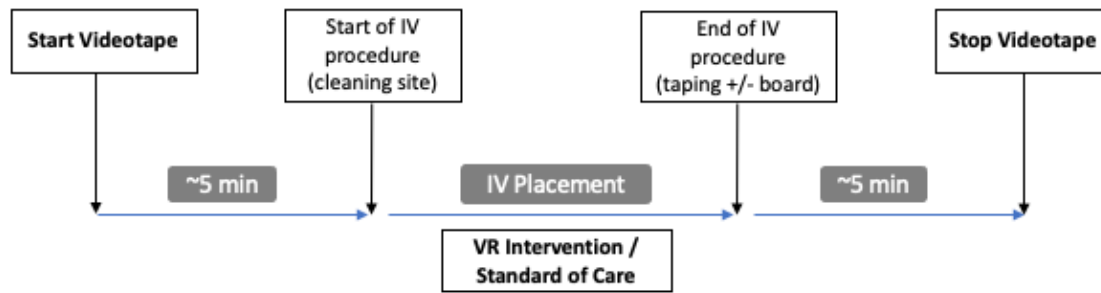 Start Videotape
Start of IV
procedure
(cleaning site)
End of IV
procedure
(taping +/- board)
Stop Videotape
~5 min
IV Placement
~5 min
VR Intervention /
Standard of Care